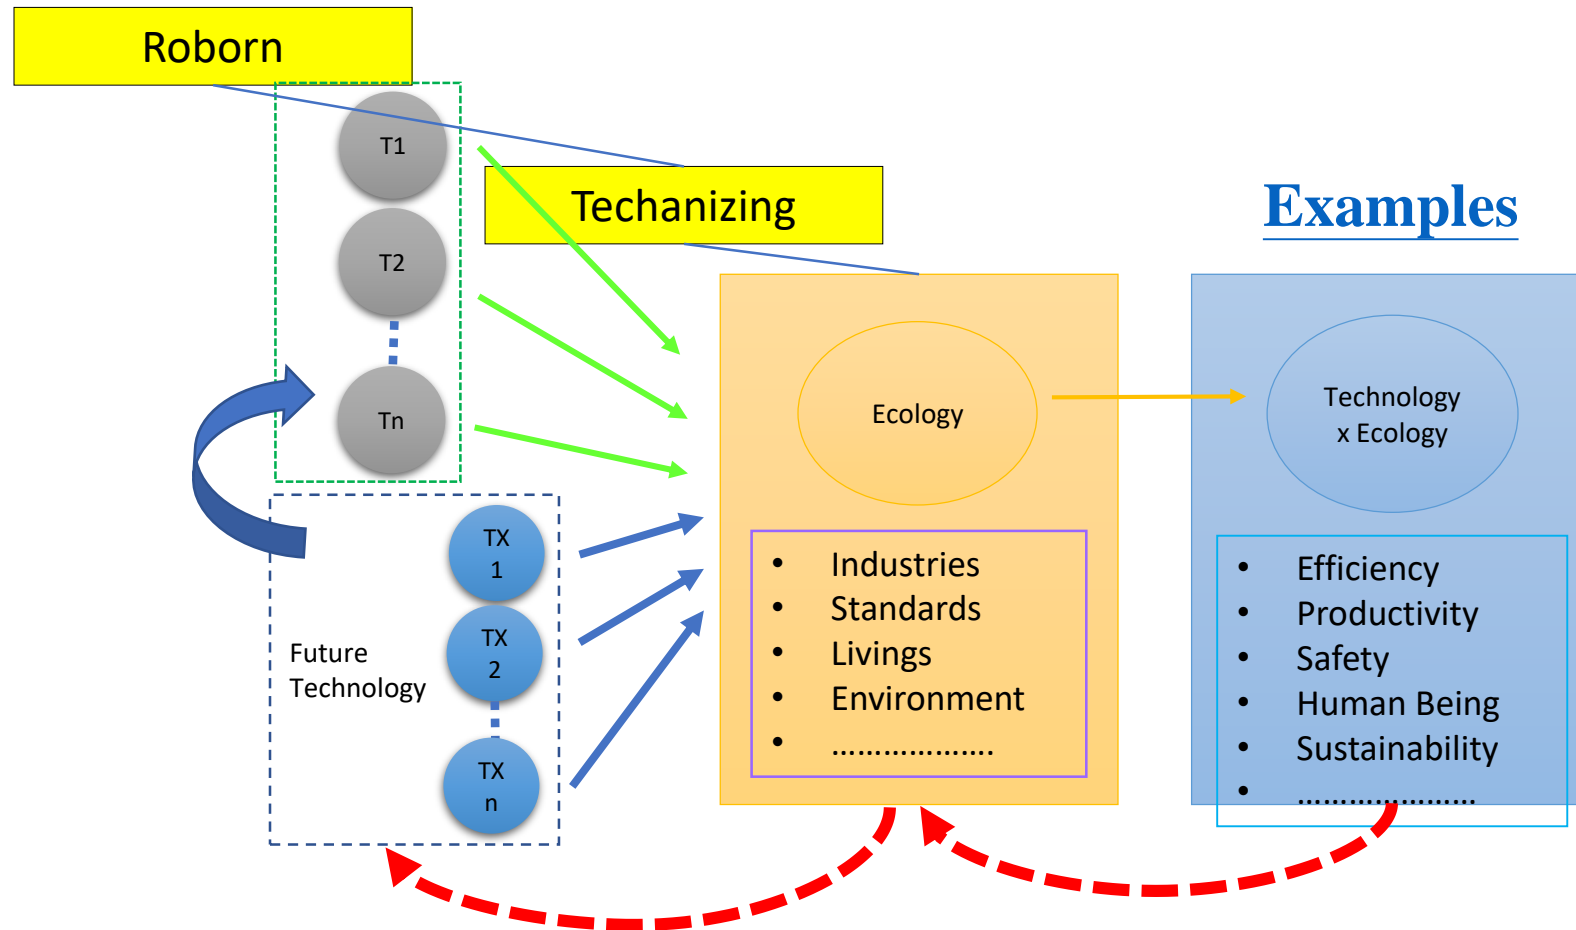 Roborn
T1
T2
Tn
Techanizing
Examples
TX
1
TX
2
TX
n
Future
Technology
Ecology
• Industries
• Standards
• Livings
• Environment
• ……………….
Technology
x Ecology
• Efficiency
• Productivity
• Safety
• Human Being
• Sustainability
• …………………